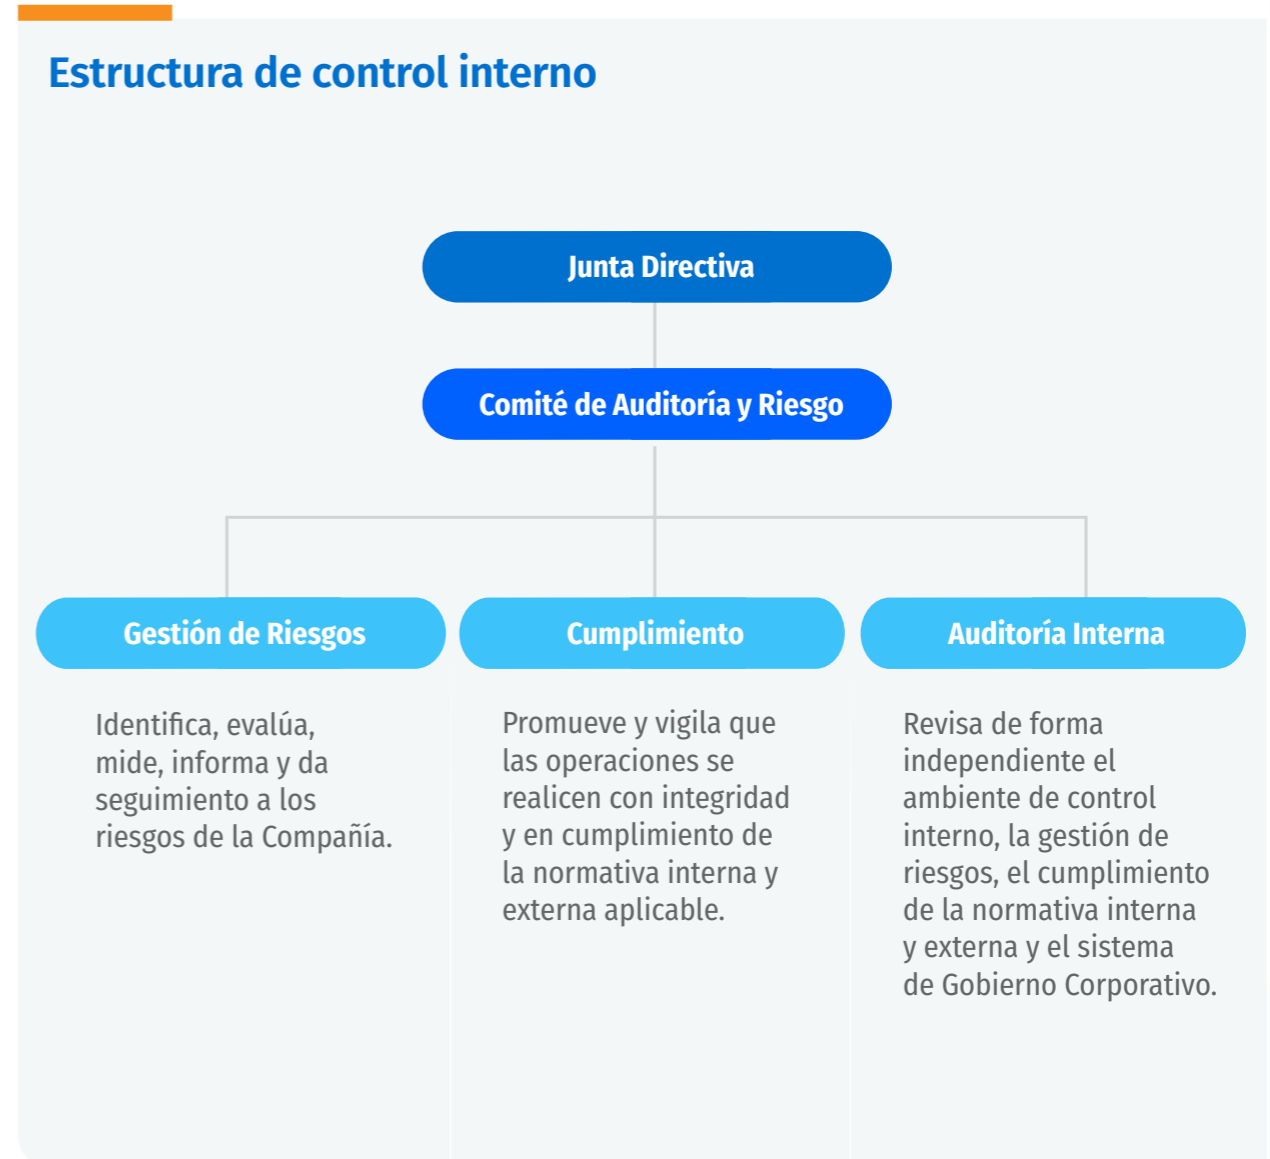 Estructura de control interno
Junta Directiva
Comité de Auditoría y Riesgo
Gestión de Riesgos
Identifica, evalúa,
mide, informa y da
seguimiento a los
riesgos de la Compañía.
Cumplimiento
Promueve y vigila que
las operaciones se
realicen con integridad
y en cumplimiento de
la normativa interna y
externa aplicable.
Auditoría Interna
Revisa de forma
independiente el
ambiente de control
interno, la gestión de
riesgos, el cumplimiento
de la normativa interna
y externa y el sistema
de Gobierno Corporativo.